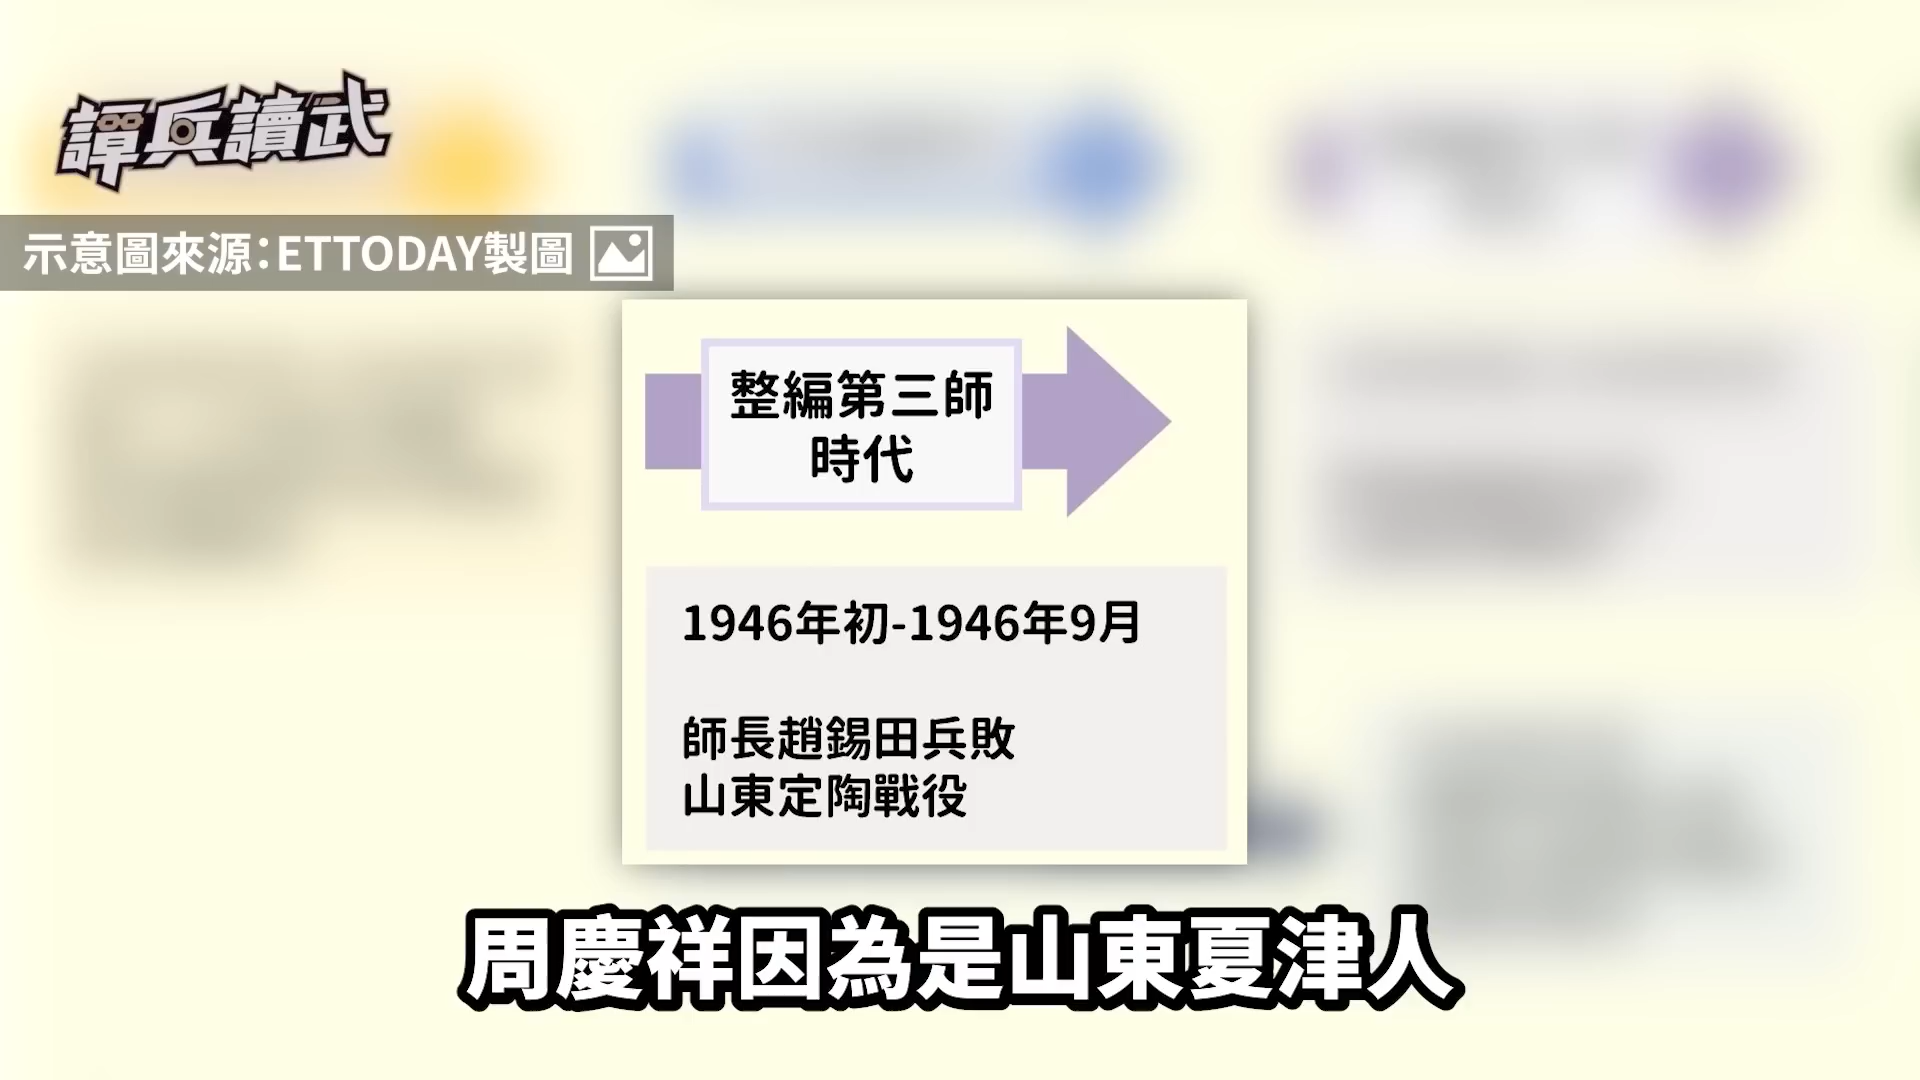 譚兵讀武
示意圖來源：ETTODAY製圖
整編第三師
時代
1946年初-1946年9月
師長趙錫田兵敗
山東定陶戰役
周慶祥因為是山東夏津人